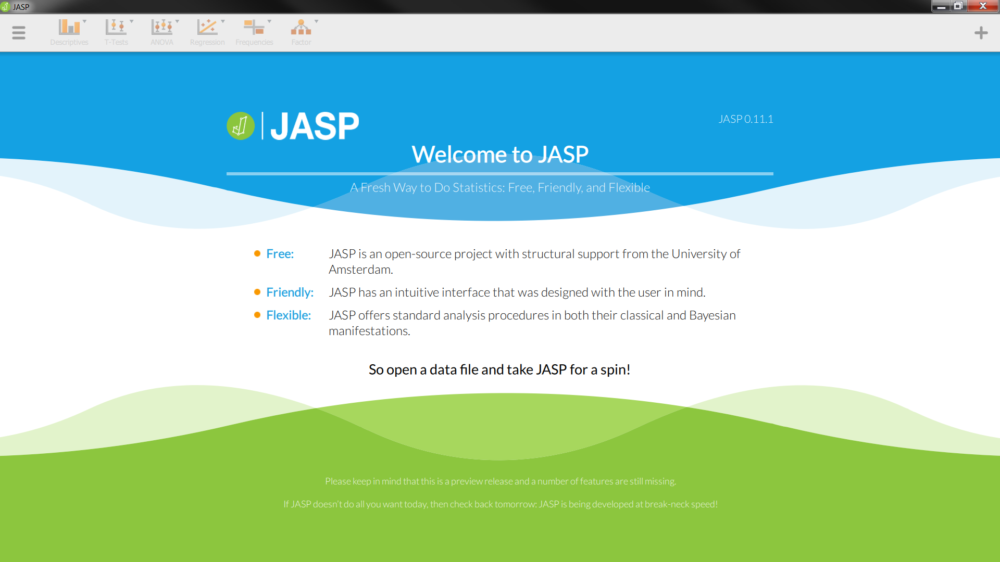 JASP
Descriptives
T-Tests
ANOVA
Regression
Frequencies
Factor
JASP
JASP 0.11.1
Welcome to JASP
A Fresh Way to Do Statistics: Free, Friendly, and Flexible
Free: JASP is an open-source project with structural support from the University of
Amsterdam.
Friendly: JASP has an intuitive interface that was designed with the user in mind.
Flexible: JASP offers standard analysis procedures in both their classical and Bayesian
manifestations.
So open a data file and take JASP for a spin!
Please keep in mind that this is a preview release and a number of features are still missing.
If JASP doesn't do all you want today, then check back tomorrow: JASP is being developed at break-neck speed!